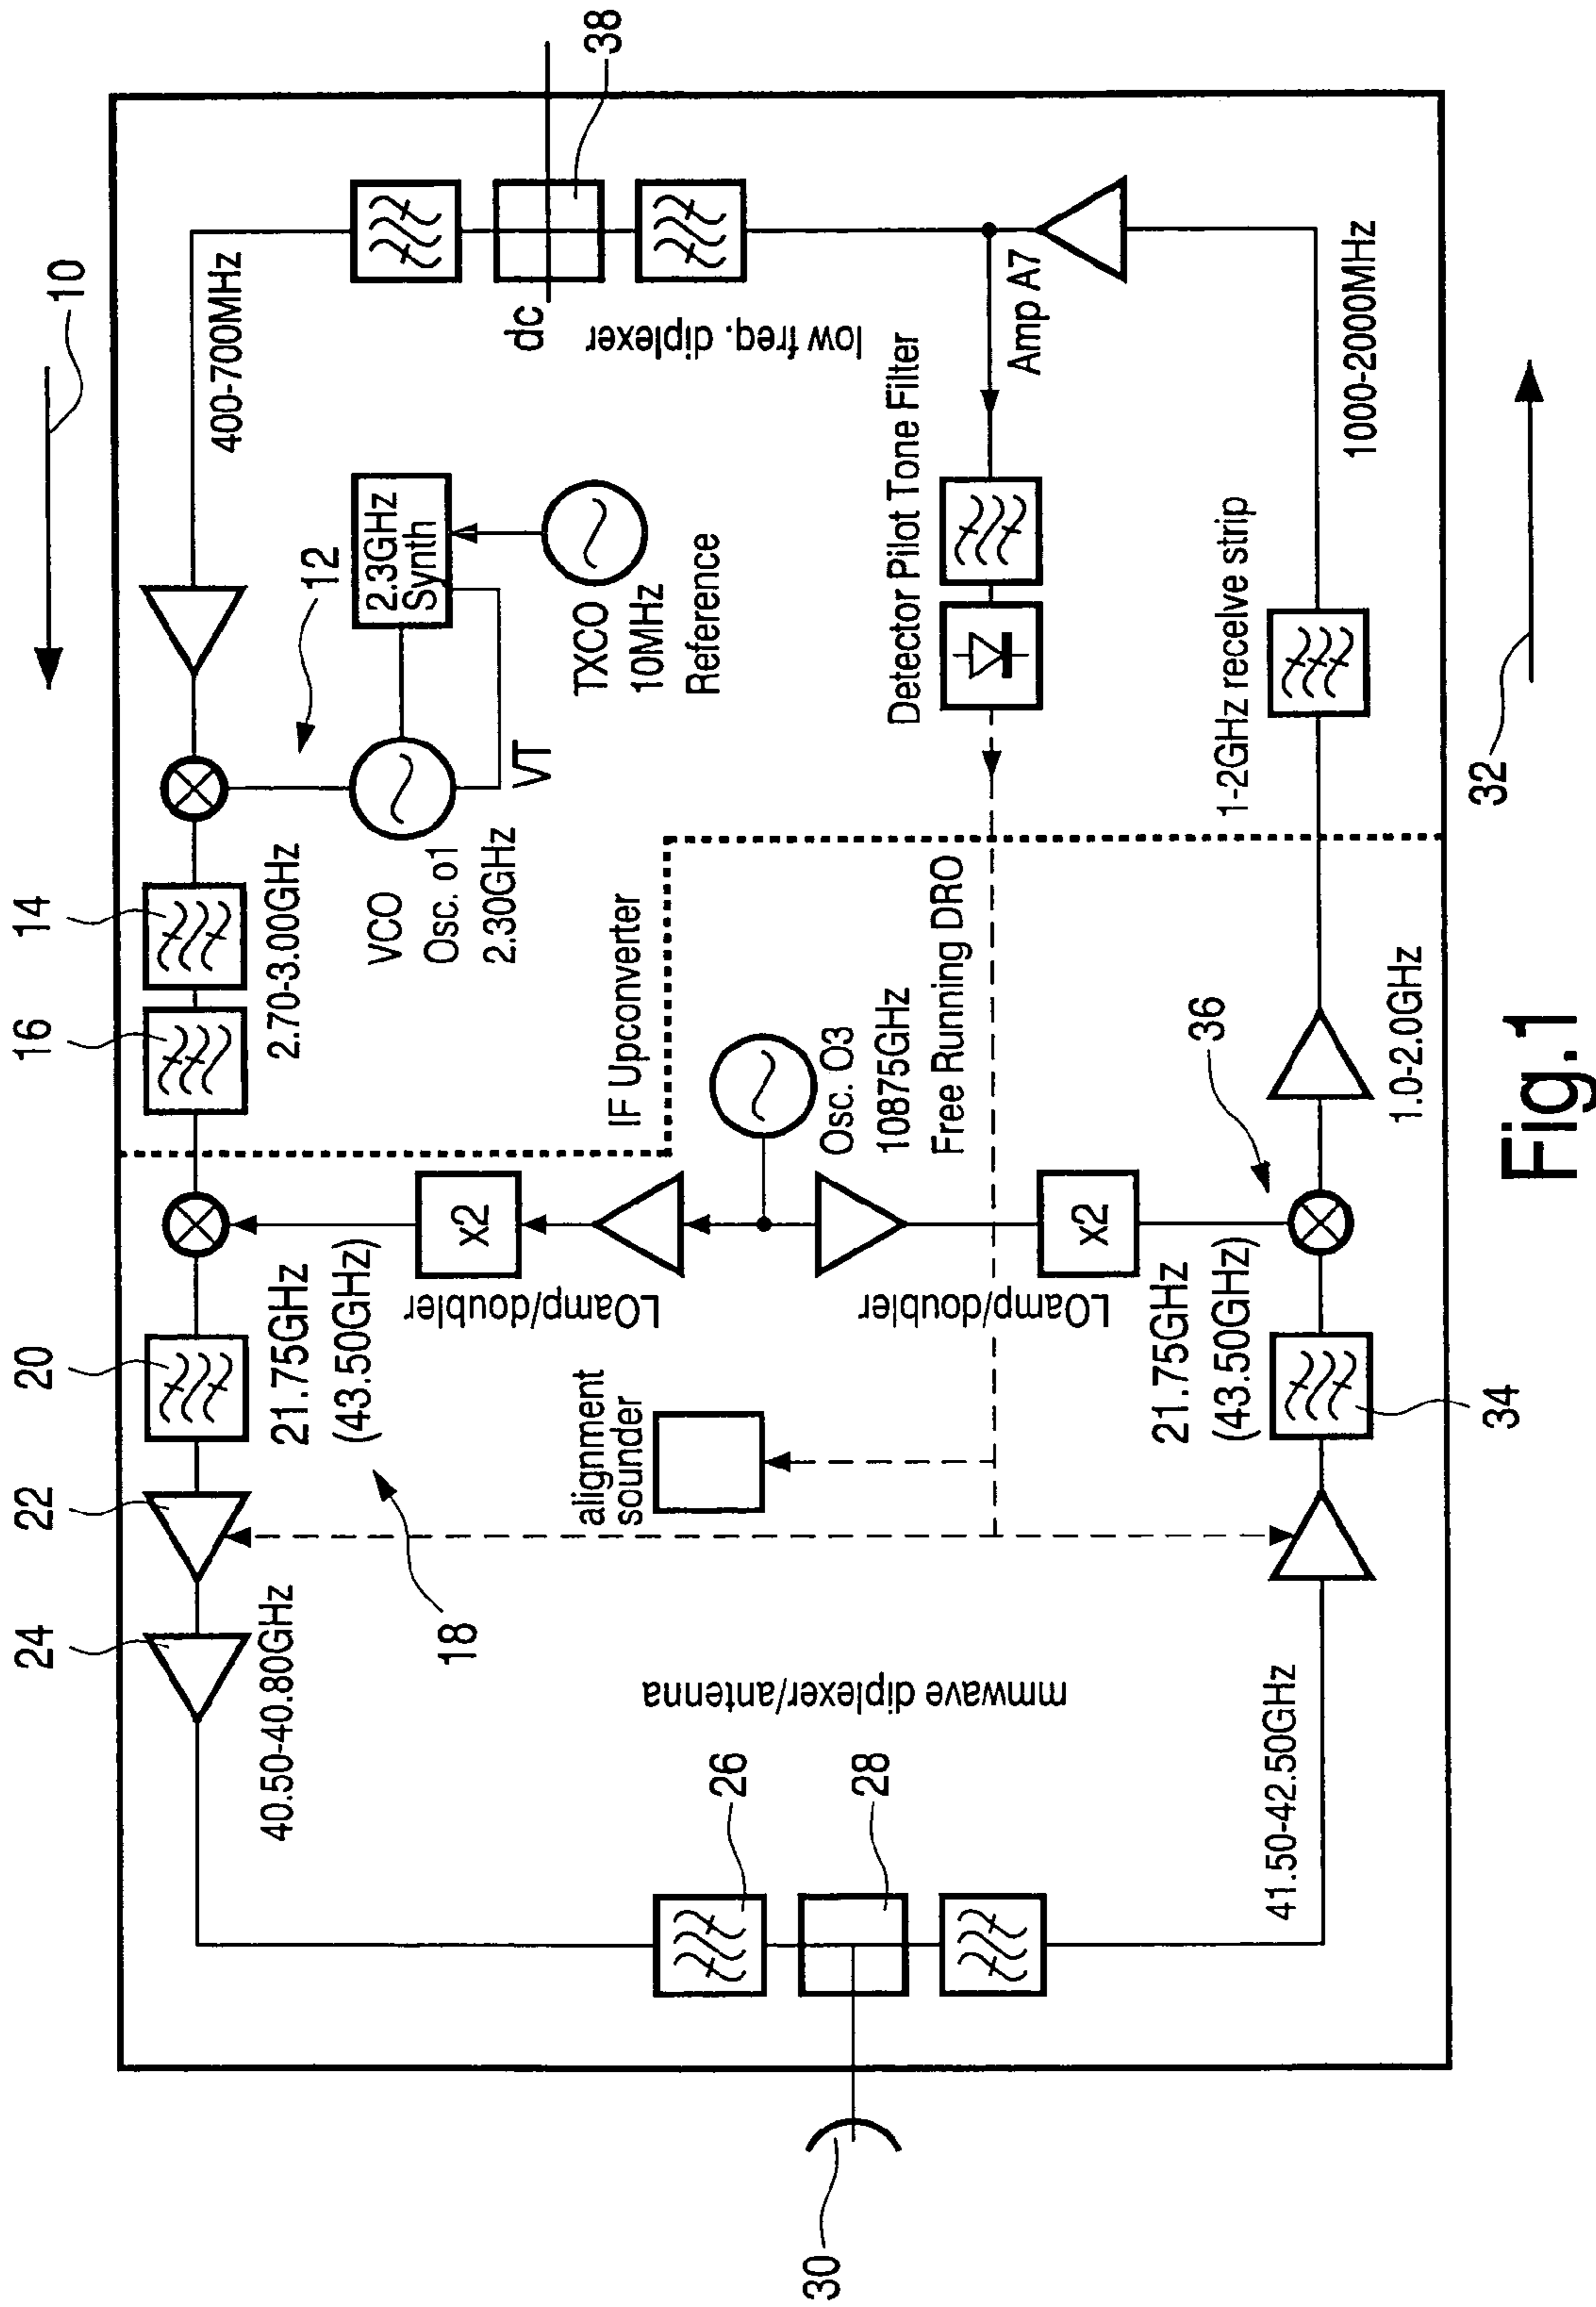 10
400-700MHz
38
dc
low freq. diplexer
12
2.3GHz
Synth
TXCO
10MHz
Reference
VT
VCO
Osc. o1
2.30GHz
14
16
2.70-3.00GHz
IF Upconverter
Detector Pilot Tone Filter
Amp A7
1000-2000MHz
1-2GHz receive strip
32
Osc. O3
10875GHz
Free Running DRO
36
1.0-2.0GHz
x2
x2
LOamp/doubler
LOamp/doubler
20
21.75GHz
(43.50GHz)
21.75GHz
(43.50GHz)
34
alignment
sounder
22
24
18
40.50-40.80GHz
mmwave diplexer/antenna
26
28
41.50-42.50GHz
30
Fig.1